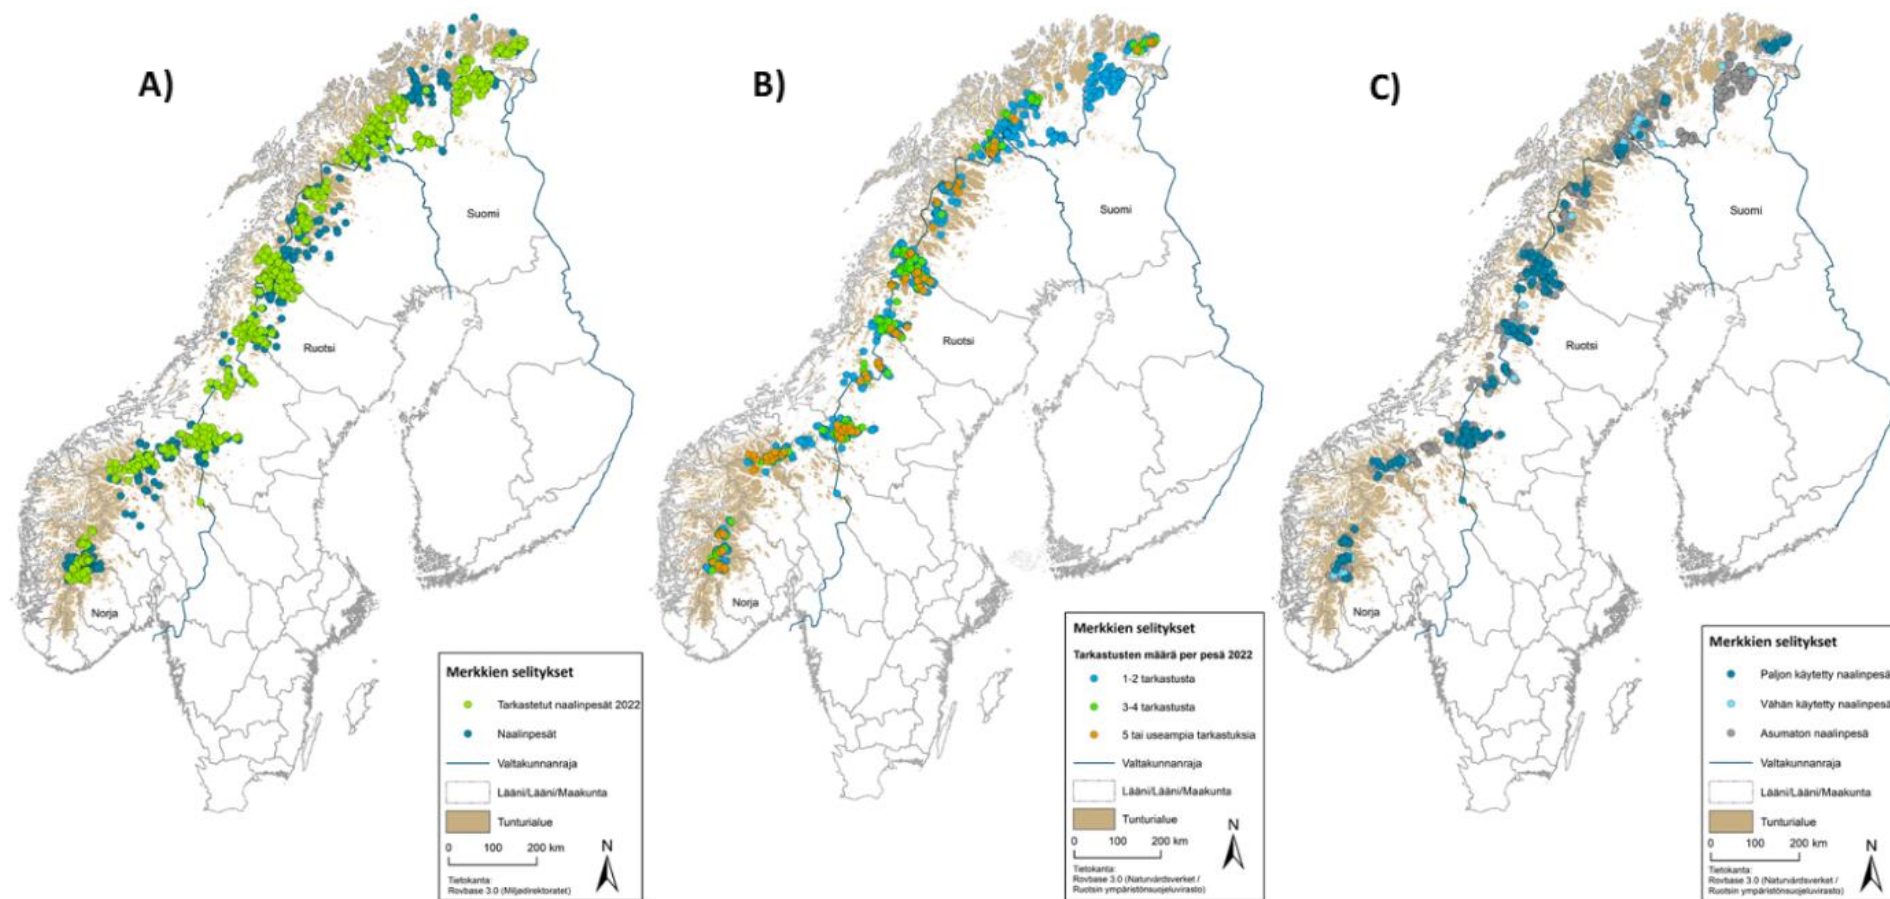 A)
Suomi
Ruotsi
Norja
Merkkien selitykset
Tarkastetut naalinpesät 2022
Naalinpesät
Valtakunnanraja
Lääni/Lääni/Maakunta
Tunturialue
0 100 200 km
N
Tietokanta:
Rovbase 3.0 (Miljødirektoratet)
B)
Suomi
Ruotsi
Norja
Merkkien selitykset
Tarkastusten määrä per pesä 2022
1-2 tarkastusta
3-4 tarkastusta
5 tai useampia tarkastuksia
Valtakunnanraja
Lääni/Lääni/Maakunta
Tunturialue
0 100 200 km
N
Tietokanta:
Rovbase 3.0 (Naturvårdsverket /
Ruotsin ympäristönsuojeluvirasto)
C)
Suomi
Ruotsi
Norja
Merkkien selitykset
Paljon käytetty naalinpesä
Vähän käytetty naalinpesä
Asumaton naalinpesä
Valtakunnanraja
Lääni/Lääni/Maakunta
Tunturialue
0 100 200 km
N
Tietokanta:
Rovbase 3.0 (Naturvårdsverket /
Ruotsin ympäristönsuojeluvirasto)